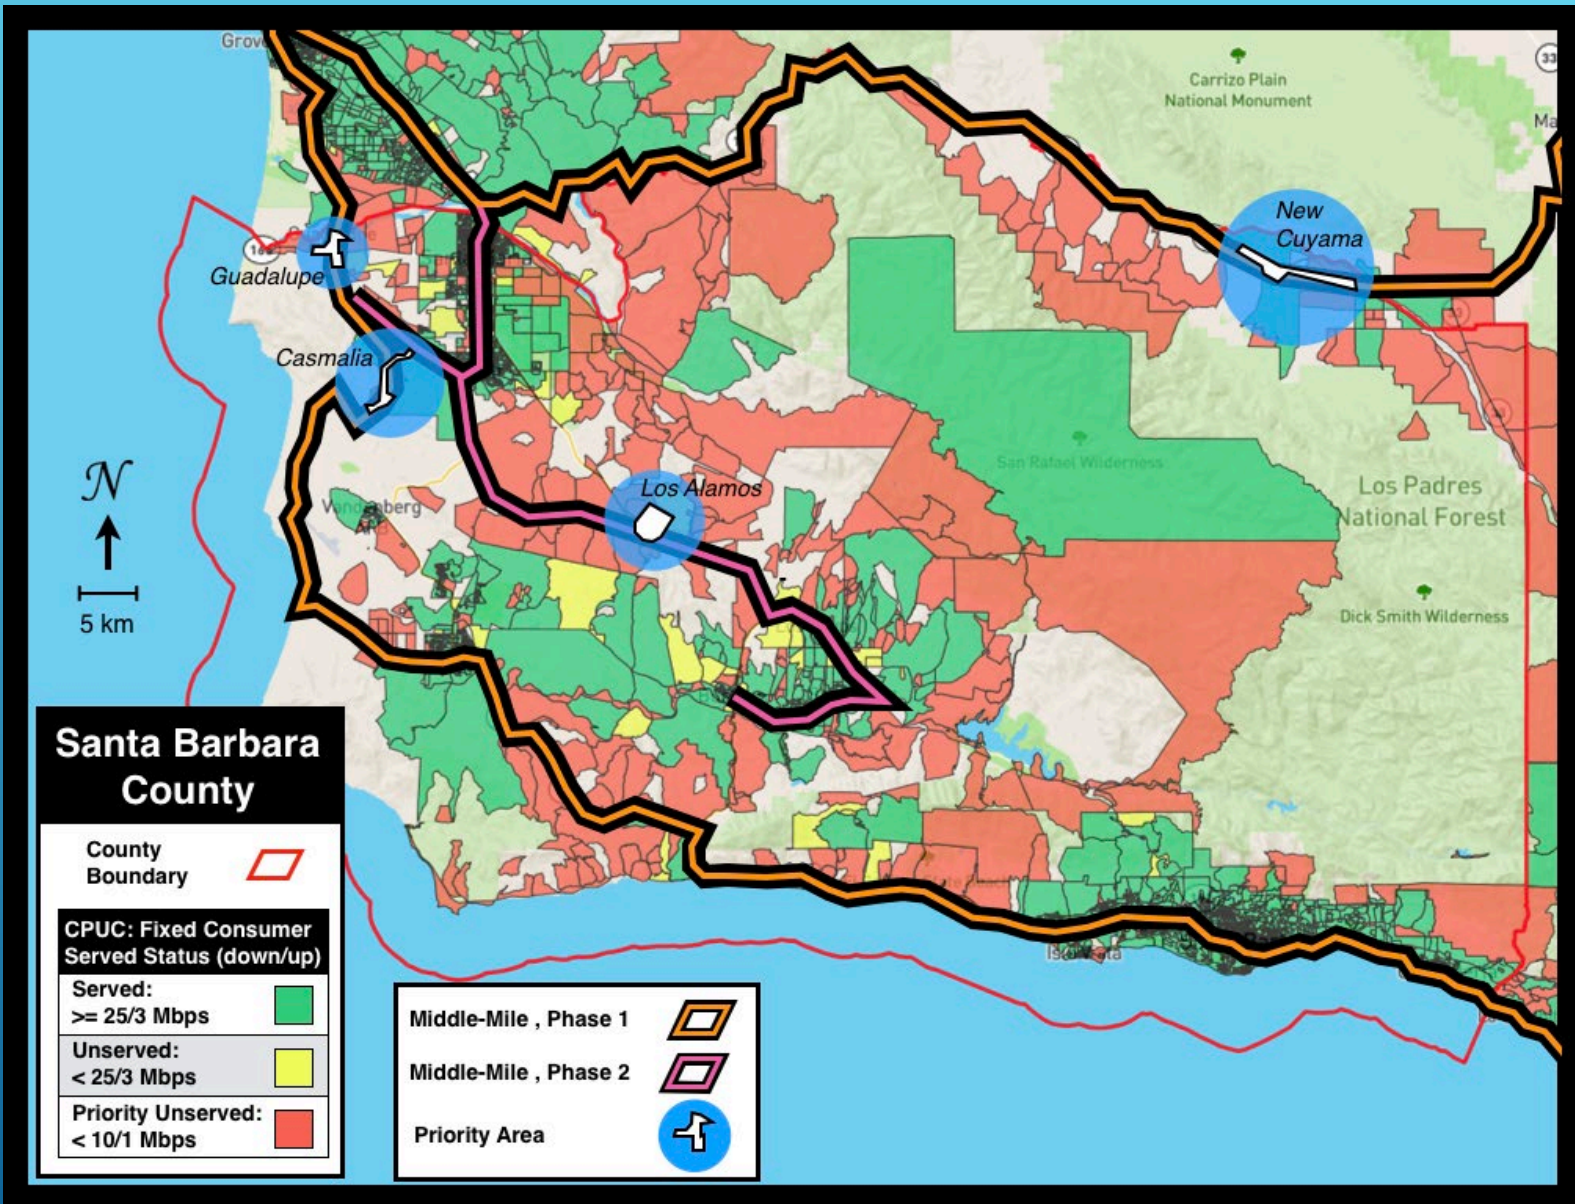 Grove
Carrizo Plain
National Monument
33
Ma
New
Cuyama
Guadalupe
Casmalia
Los Alamos
San Rafael Wilderness
Los Padres
National Forest
Dick Smith Wilderness
N
5 km
Santa Barbara
County
County
Boundary
CPUC: Fixed Consumer
Served Status (down/up)
Served:
>= 25/3 Mbps
Unserved:
< 25/3 Mbps
Priority Unserved:
< 10/1 Mbps
Middle-Mile , Phase 1
Middle-Mile , Phase 2
Priority Area